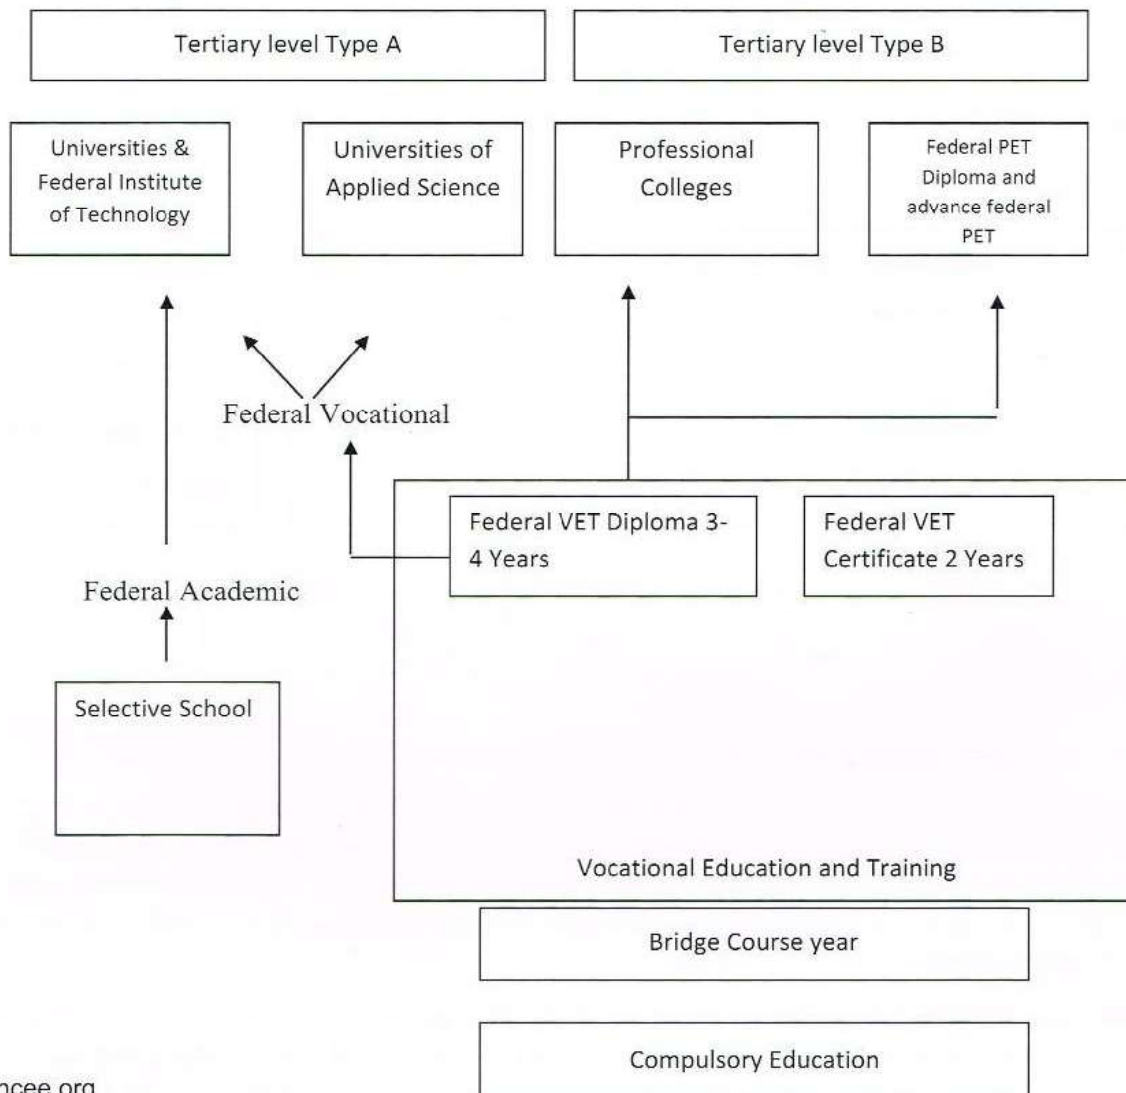 Tertiary level Type A
Tertiary level Type B
Universities &
Federal Institute
of Technology
Universities of
Applied Science
Professional
Colleges
Federal PET
Diploma and
advance federal
PET
Federal Vocational
Federal VET Diploma 3-
4 Years
Federal VET
Certificate 2 Years
Federal Academic
Selective School
Vocational Education and Training
Bridge Course year
Compulsory Education